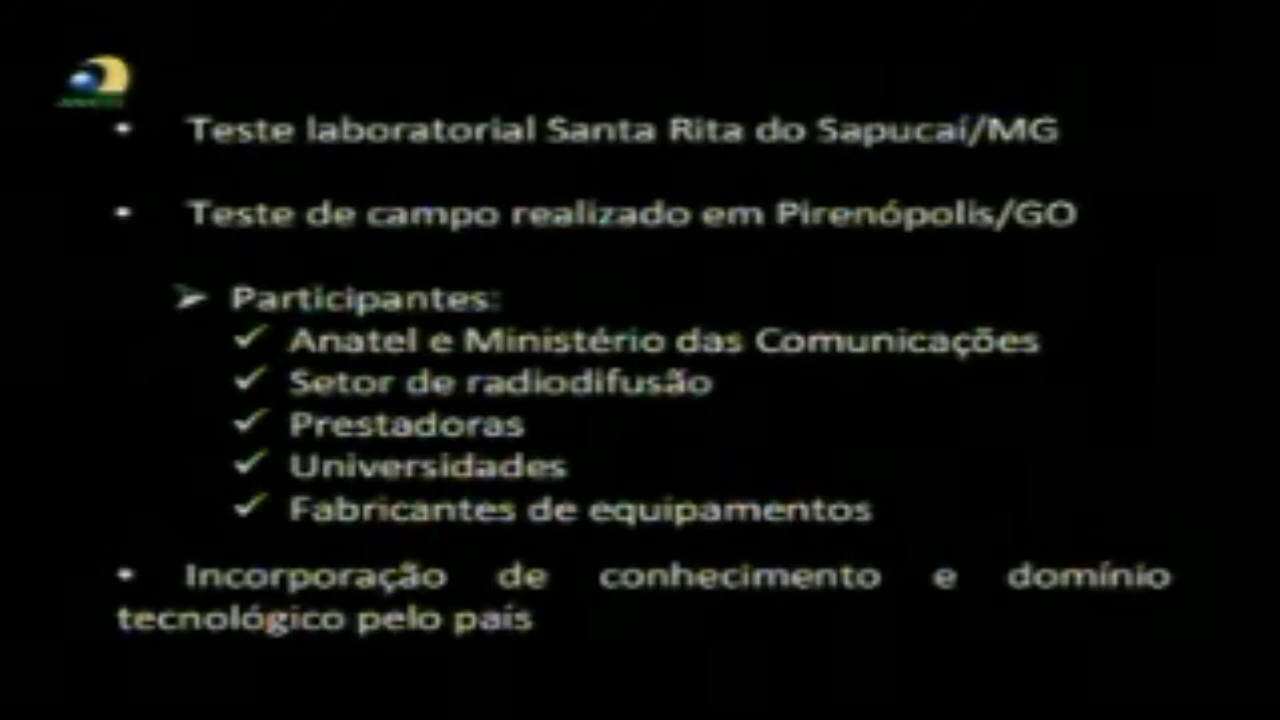 • Teste laboratorial Santa Rita do Sapucaí/MG
• Teste de campo realizado em Pirenópolis/GO
➢ Participantes:
✓ Anatel e Ministério das Comunicações
✓ Setor de radiodifusão
✓ Prestadoras
✓ Universidades
✓ Fabricantes de equipamentos
• Incorporação de conhecimento e domínio
tecnológico pelo país